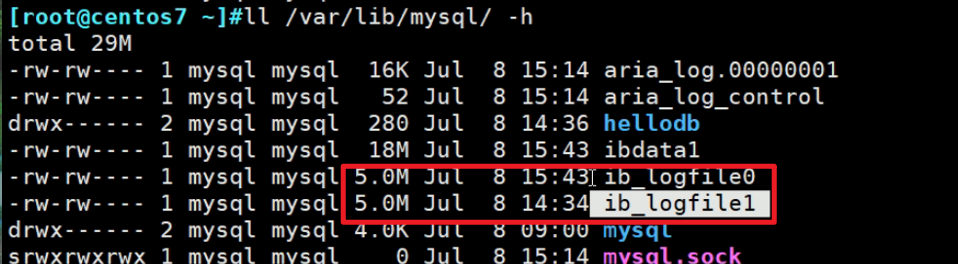 [root@centos7 ~]#ll /var/lib/mysql/ -h
total 29M
-rw-rw---- 1 mysql mysql  16K Jul  8 15:14 aria_log.00000001
-rw-rw---- 1 mysql mysql   52 Jul  8 15:14 aria_log_control
drwx------ 2 mysql mysql  280 Jul  8 14:36 hellodb
-rw-rw---- 1 mysql mysql  18M Jul  8 15:43 ibdata1
-rw-rw---- 1 mysql mysql 5.0M Jul  8 15:43 ib_logfile0
-rw-rw---- 1 mysql mysql 5.0M Jul  8 14:34 ib_logfile1
drwx------ 2 mysql mysql 4.0K Jul  8 09:00 mysql
srwxrwxrwx 1 mysql mysql    0 Jul  8 15:14 mysql.sock